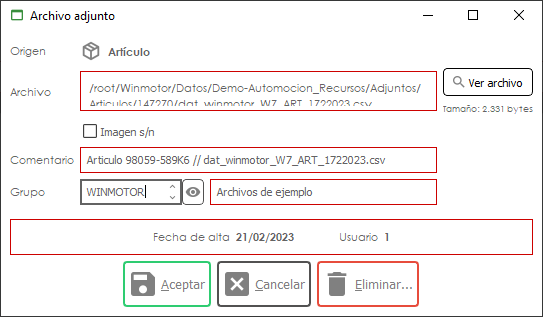 Archivo adjunto
Origen Artículo
Archivo /root/Winmotor/Datos/Demo-Automocion_Recursos/Adjuntos/
Articulos/147270/dat_winmotor_W7_ART_1722023.csv
Ver archivo
Tamaño: 2.331 bytes
Imagen s/n
Comentario Articulo 98059-589K6 // dat_winmotor_W7_ART_1722023.csv
Grupo WINMOTOR Archivos de ejemplo
Fecha de alta 21/02/2023 Usuario 1
Aceptar Cancelar Eliminar...